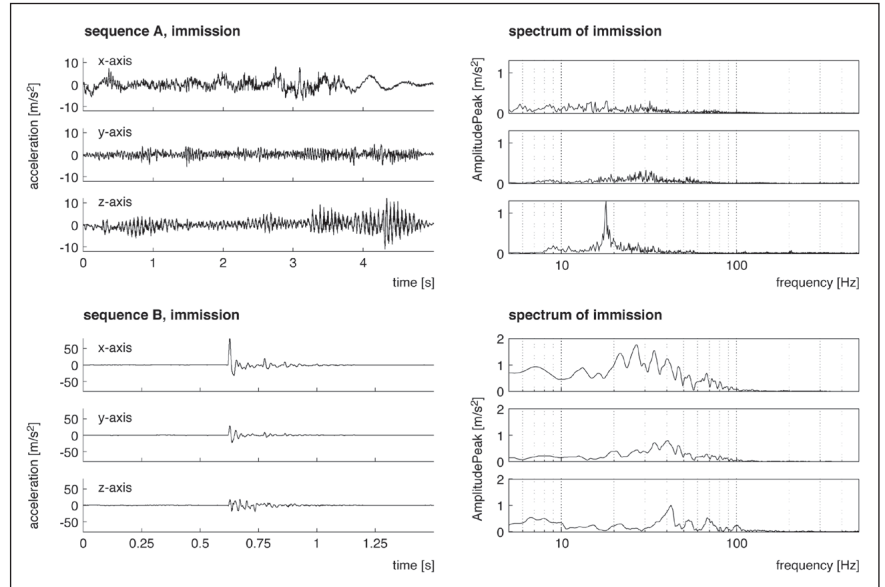 sequence A, immission
x-axis
10
0
-10
y-axis
10
0
-10
z-axis
10
0
-10
acceleration [m/s²]
0 1 2 3 4
time [s]
spectrum of immission
1
0
1
0
1
0
AmplitudePeak [m/s²]
10 100
frequency [Hz]
sequence B, immission
x-axis
50
0
-50
y-axis
50
0
-50
z-axis
50
0
-50
acceleration [m/s²]
0 0.25 0.75 1 1.25
time [s]
spectrum of immission
2
1
0
2
1
0
2
1
0
AmplitudePeak [m/s²]
10 100
frequency [Hz]